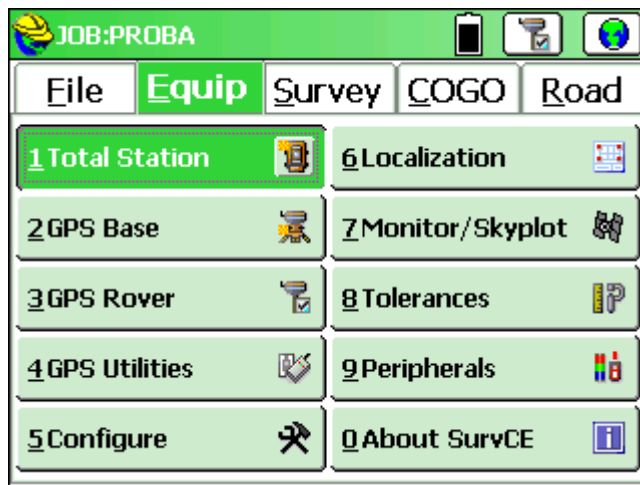 JOB:PROBA
File Equip Survey COGO Road
1 Total Station 6 Localization
2 GPS Base 7 Monitor/Skyplot
3 GPS Rover 8 Tolerances
4 GPS Utilities 9 Peripherals
5 Configure 0 About SurvCE